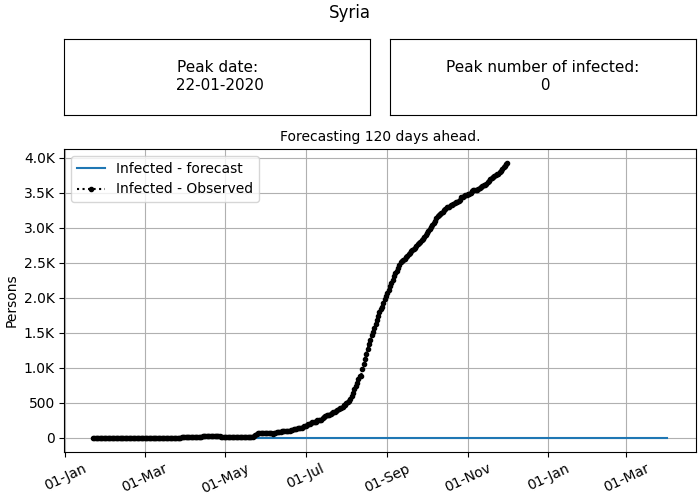 Syria
Peak date:
22-01-2020
Peak number of infected:
0
Forecasting 120 days ahead.
Infected - forecast
Infected - Observed
Persons
4.0K
3.5K
3.0K
2.5K
2.0K
1.5K
1.0K
500
0
01-Jan
01-Mar
01-May
01-Jul
01-Sep
01-Nov
01-Jan
01-Mar